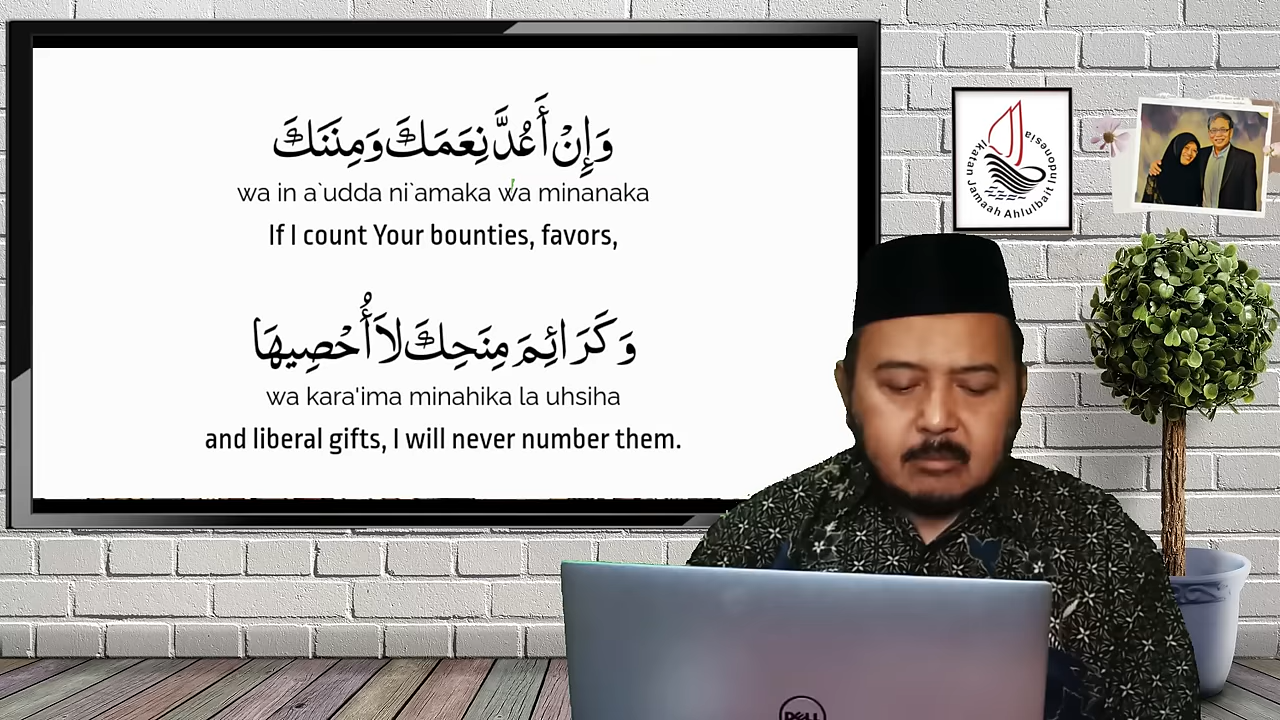 وَإِنْ أَعُدَّ نِعَمَكَ وَمِنَنَكَ
wa in a`udda ni`amaka wa minanaka
If I count Your bounties, favors,
وَكَرَائِمَ مِنَحِكَ لاَ أُحْصِيهَا
wa kara'ima minahika la uhsiha
and liberal gifts, I will never number them.
Ikatan Jamaah Ahlulbait Indonesia
DELL